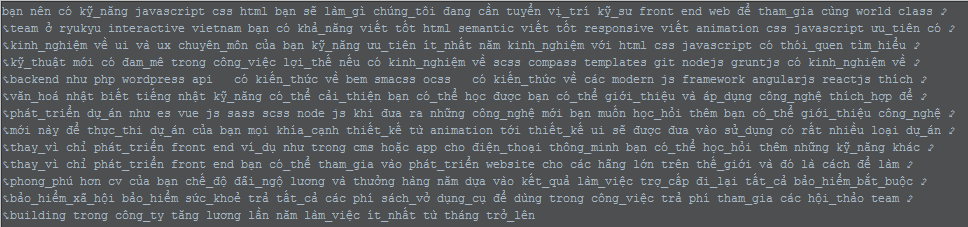 bạn nên có kỹ_năng javascript css html bạn sẽ làm_gì chúng_tôi đang cần tuyển vị_trí kỹ_sư front end web để tham_gia cùng world class
team ở ryukyu interactive vietnam bạn có khả_năng viết tốt html semantic viết tốt responsive viết animation css javascript ưu_tiên có
kinh_nghiệm về ui và ux chuyên_môn của bạn kỹ_năng ưu_tiên ít_nhất năm kinh_nghiệm với html css javascript có thói_quen tìm_hiểu
kỹ_thuật mới có đam_mê trong công_việc lợi_thế nếu có kinh_nghiệm về scss compass templates git nodejs gruntjs có kinh_nghiệm về
backend như php wordpress api có kiến_thức về bem smacss ocss có kiến_thức về các modern js framework angularjs reactjs thích
văn_hoá nhật biết tiếng nhật kỹ_năng có_thể cải_thiện bạn có_thể học được bạn có_thể giới_thiệu và áp_dụng công_nghệ thích_hợp để
phát_triển dự_án như es vue js sass scss node js khi đưa ra những công_nghệ mới bạn muốn học_hỏi thêm bạn có_thể giới_thiệu công_nghệ
mới này để thực_thi dự_án của bạn mọi khía_cạnh thiết_kế từ animation tới thiết_kế ui sẽ được đưa vào sử_dụng có rất nhiều loại dự_án
thay_vì chỉ phát_triển front end ví_dụ như trong cms hoặc app cho điện_thoại thông_minh bạn có_thể học_hỏi thêm những kỹ_năng khác
thay_vì chỉ phát_triển front end bạn có_thể tham_gia vào phát_triển website cho các hãng lớn trên thế_giới và đó là cách để làm
phong_phú hơn cv của bạn chế_độ đãi_ngộ lương và thưởng hàng năm dựa vào kết_quả làm_việc trợ_cấp đi_lại tất_cả bảo_hiểm_bắt_buộc
bảo_hiểm_xã_hội bảo_hiểm sức_khoẻ trả tất_cả các phí sách_vở dụng_cụ để dùng trong công_việc trả phí tham_gia các hội_thảo team
building trong công_ty tăng lương lần năm làm_việc ít_nhất từ tháng trở_lên